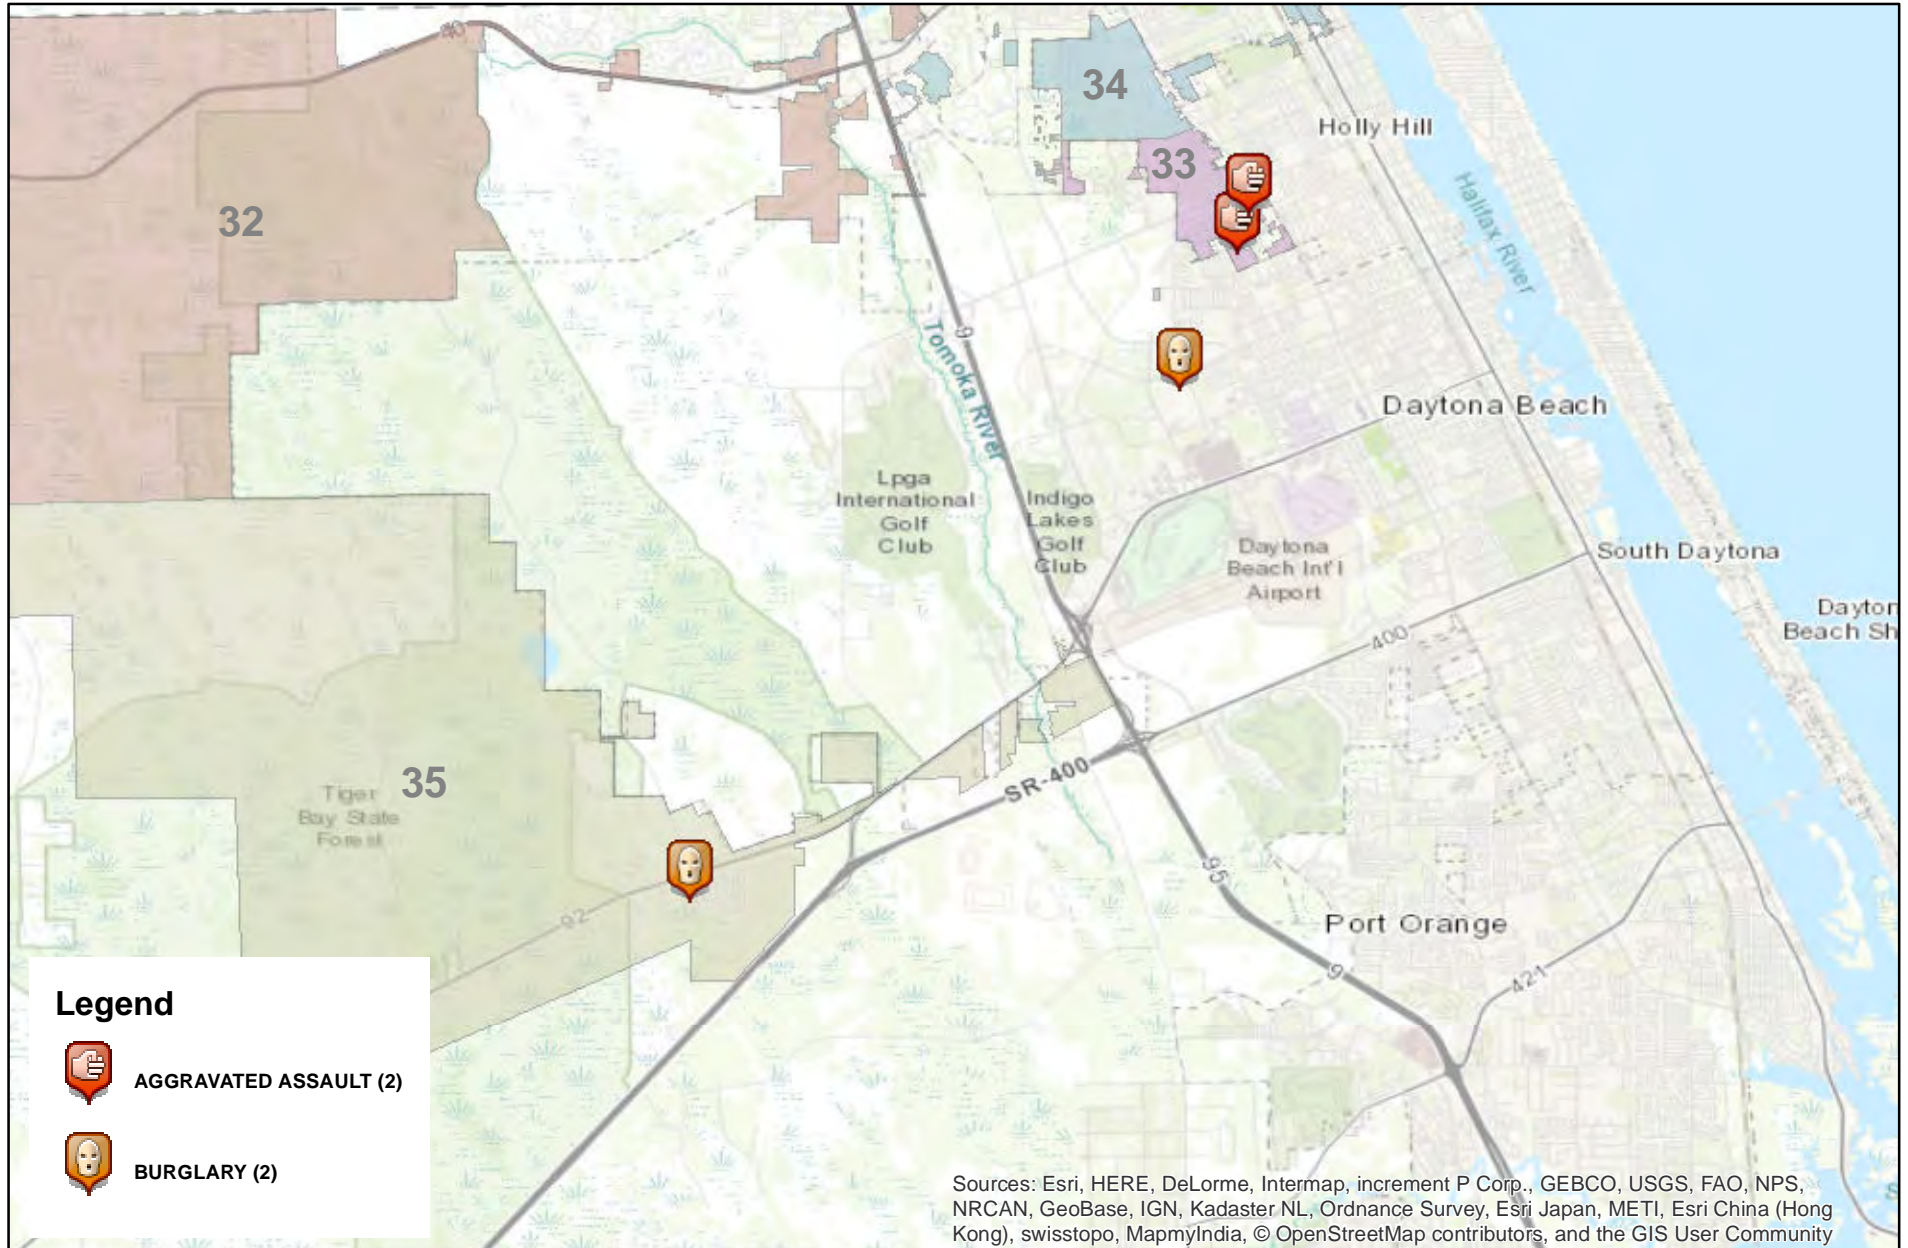 40
34
Holly Hill
33
32
Halifax River
9
Tomoka River
Daytona Beach
Lpga
International
Golf
Club
Indigo
Lakes
Golf
Club
Daytona
Beach Int'l
Airport
South Daytona
Dayton
Beach Sh
400
35
Tiger
Bay State
Forest
SR-400
95
92
Port Orange
9
421
Legend
AGGRAVATED ASSAULT (2)
BURGLARY (2)
Sources: Esri, HERE, DeLorme, Intermap, increment P Corp., GEBCO, USGS, FAO, NPS,
NRCAN, GeoBase, IGN, Kadaster NL, Ordnance Survey, Esri Japan, METI, Esri China (Hong
Kong), swisstopo, MapmyIndia, © OpenStreetMap contributors, and the GIS User Community